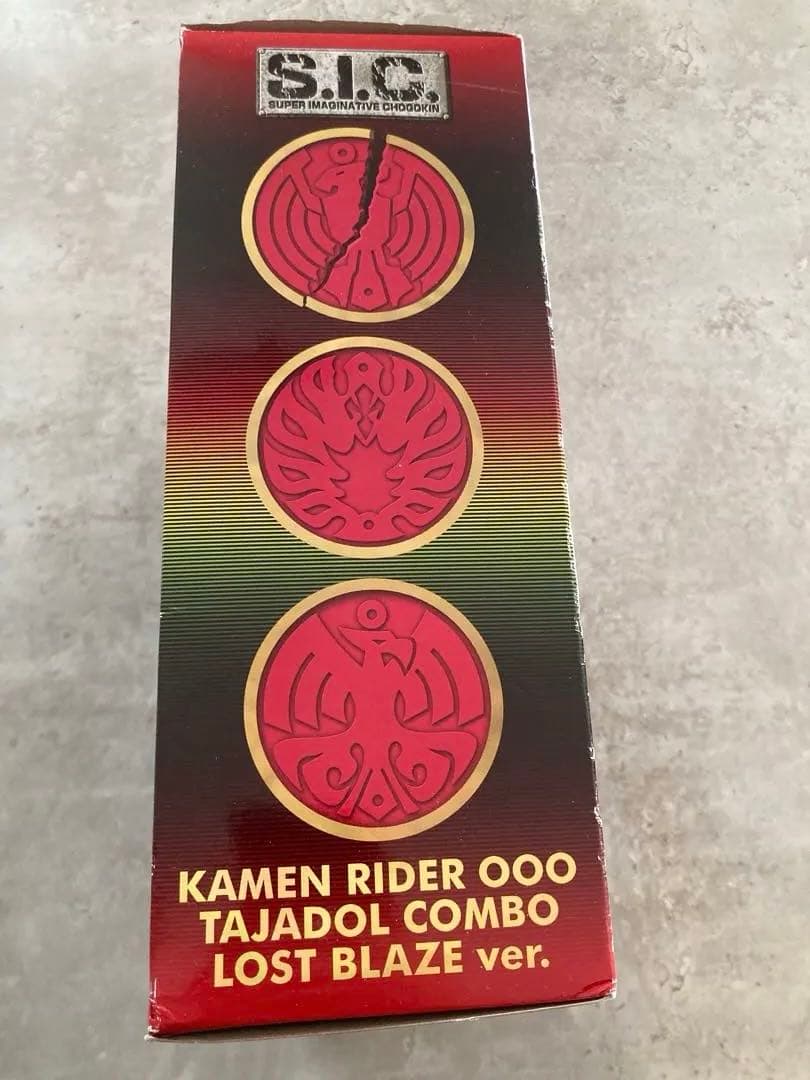 S.I.C.
SUPER IMAGINATIVE CHOGOKIN
KAMEN RIDER OOO
TAJADOL COMBO
LOST BLAZE ver.